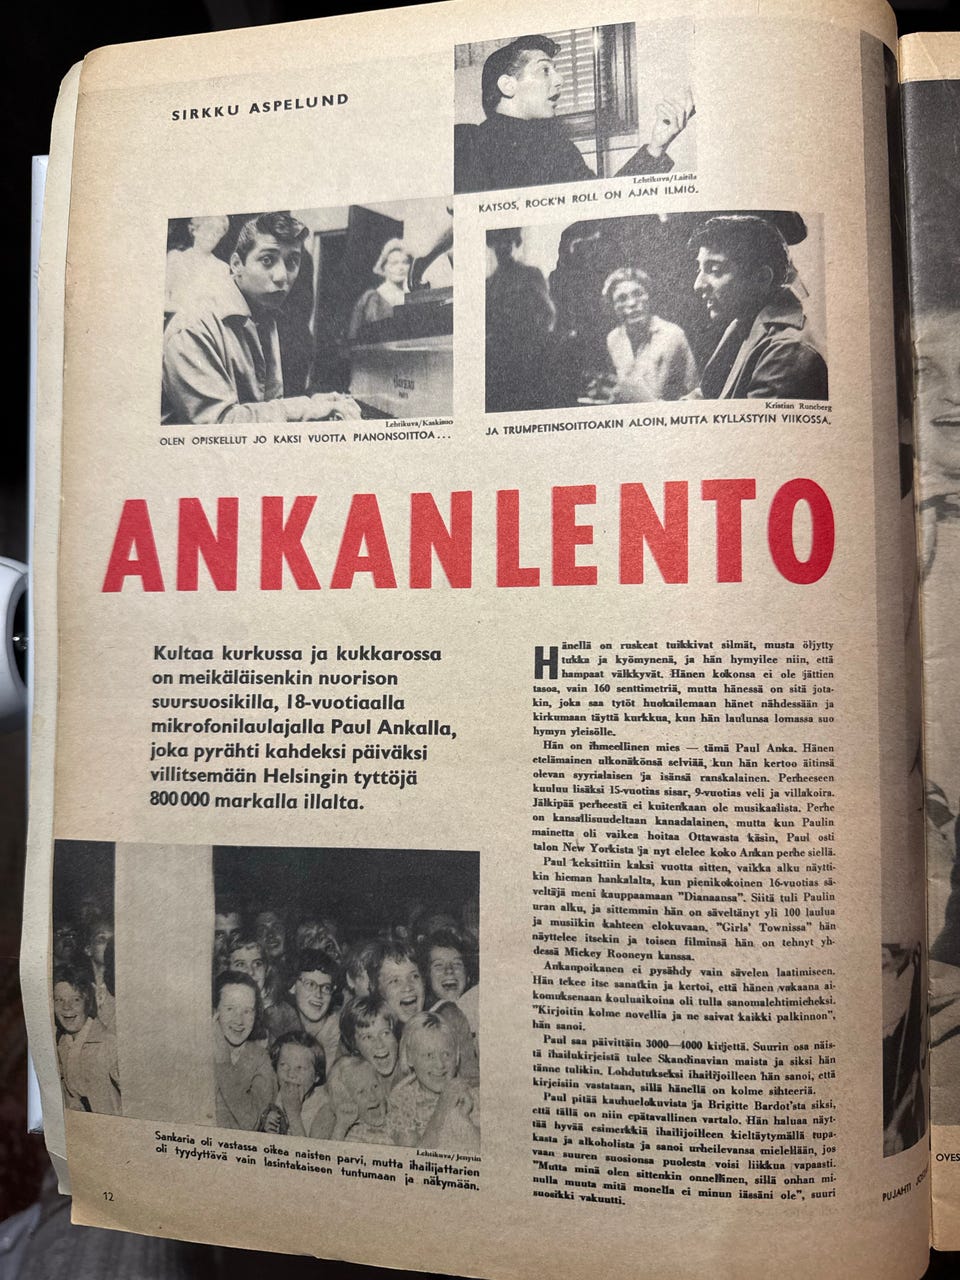 SIRKKU ASPELUND
Lehtikuva/Laitila
KATSOS, ROCK'N ROLL ON AJAN ILMIÖ.
Lehtikuva/Kaskinuo
OLEN OPISKELLUT JO KAKSI VUOTTA PIANONSOITTOA...
Kristian Runeberg
JA TRUMPETINSOITTOAKIN ALOIN, MUTTA KYLLÄSTYIN VIIKOSSA.
ANKANLENTO
Kultaa kurkussa ja kukkarossa
on meikäläisenkin nuorison
suursuosikilla, 18-vuotiaalla
mikrofonilaulajalla Paul Ankalla,
joka pyrähti kahdeksi päiväksi
villitsemään Helsingin tyttöjä
800 000 markalla illalta.
Lehtikuva/Jenytin
Sankaria oli vastassa oikea naisten parvi, mutta ihailijattarien
oli tyydyttävä vain lasintakaiseen tuntumaan ja näkymään.
12
Hänellä on ruskeat tuikkivat silmät, musta öljytty
tukka ja kyömynenä, ja hän hymyilee niin, että
hampaat välkkyvät. Hänen kokonsa ei ole jättien
tasoa, vain 160 senttimetriä, mutta hänessä on sitä jota-
kin, joka saa tytöt huokailemaan hänet nähdessään ja
kirkumaan täyttä kurkkua, kun hän laulunsa lomassa suo
hymyn yleisölle.
Hän on ihmeellinen mies — tämä Paul Anka. Hänen
etelämainen ulkonäkönsä selviää, kun hän kertoo äitinsä
olevan syyrialaisen ja isänsä ranskalainen. Perheeseen
kuuluu lisäksi 15-vuotias sisar, 9-vuotias veli ja villakoira.
Jälkipää perheestä ei kuitenkaan ole musikaalista. Perhe
on kansallisuudeltaan kanadalainen, mutta kun Paulin
mainetta oli vaikea hoitaa Ottawasta käsin, Paul osti
talon New Yorkista ja nyt elelee koko Ankan perhe siellä.
Paul keksittiin kaksi vuotta sitten, vaikka alku näytti-
kin hieman hankalalta, kun pienikokoinen 16-vuotias sä-
veltäjä meni kauppaamaan "Dianaansa". Siitä tuli Paulin
uran alku, ja sittemmin hän on säveltänyt yli 100 laulua
ja musiikin kahteen elokuvaan. "Girls' Townissa" hän
näyttelee itsekin ja toisen filminsä hän on tehnyt yh-
dessä Mickey Rooneyn kanssa.
Ankanpoikanen ei pysähdy vain sävelen laatimiseen.
Hän tekee itse sanatkin ja kertoi, että hänen vakaana ai-
komuksenaan kouluaikoina oli tulla sanomalehtimieheksi.
"Kirjoitin kolme novellia ja ne saivat kaikki palkinnon",
hän sanoi.
Paul saa päivittäin 3000—4000 kirjettä. Suurin osa näis-
tä ihailukirjeistä tulee Skandinavian maista ja siksi hän
tänne tulikin. Lohdutukseksi ihailijoilleen hän sanoi, että
kirjeisiin vastataan, sillä hänellä on kolme sihteeriä.
Paul pitää kauhuelokuvista ja Brigitte Bardot'sta siksi,
että tällä on niin epätavallinen vartalo. Hän haluaa näyt-
tää hyvää esimerkkiä ihailijoilleen kieltäytymällä tupa-
kasta ja alkoholista ja sanoi urheilevansa mielellään, jos
vaan suuren suosionsa puolesta voisi liikkua vapaasti.
"Mutta minä olen sittenkin onnellinen, sillä onhan mi-
nulla muuta mitä monella ei minun iässäni ole", suuri
suosikki vakuutti.
PUJAHTI
OVES